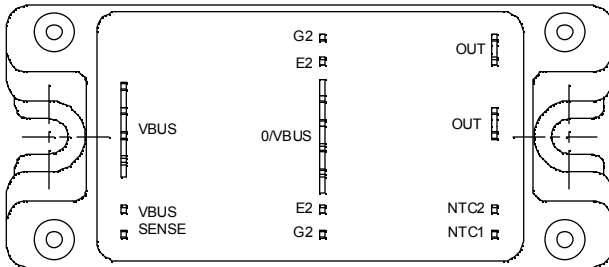 G2
E2
OUT
VBUS
0/VBUS
OUT
VBUS
SENSE
E2
G2
NTC2
NTC1